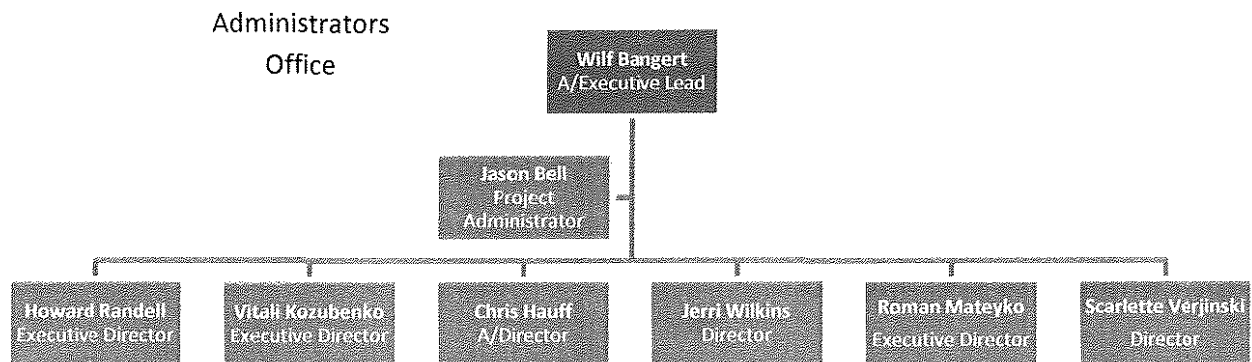 Administrators
Office
Wilf Bangert
A/Executive Lead
Jason Bell
Project
Administrator
Howard Randell
Executive Director
Vitali Kozubenko
Executive Director
Chris Hauff
A/Director
Jerri Wilkins
Director
Roman Mateyko
Executive Director
Scarlette Verjinski
Director